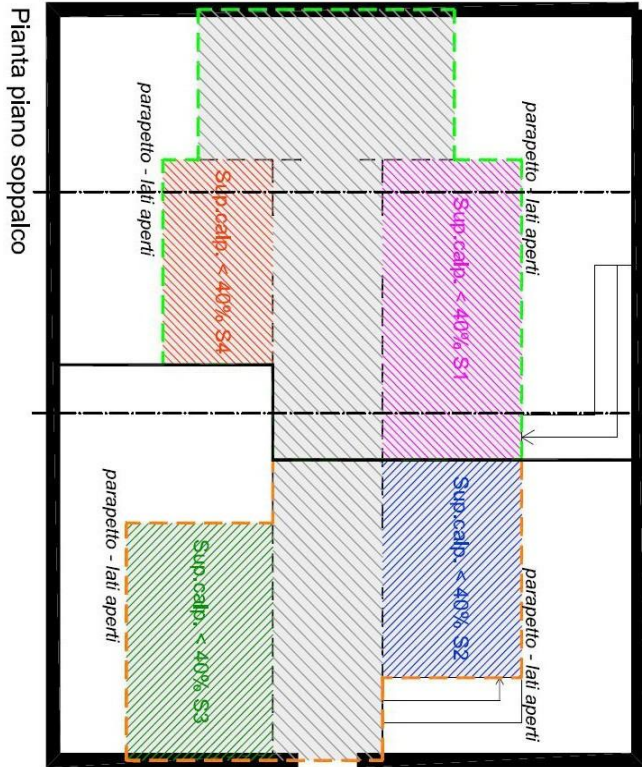 Pianta piano soppalco
parapetto - lati aperti
parapetto - lati aperti
Sup.calp. < 40% S4
Sup.calp. < 40% S1
parapetto - lati aperti
parapetto - lati aperti
Sup.calp. < 40% S3
Sup.calp. < 40% S2